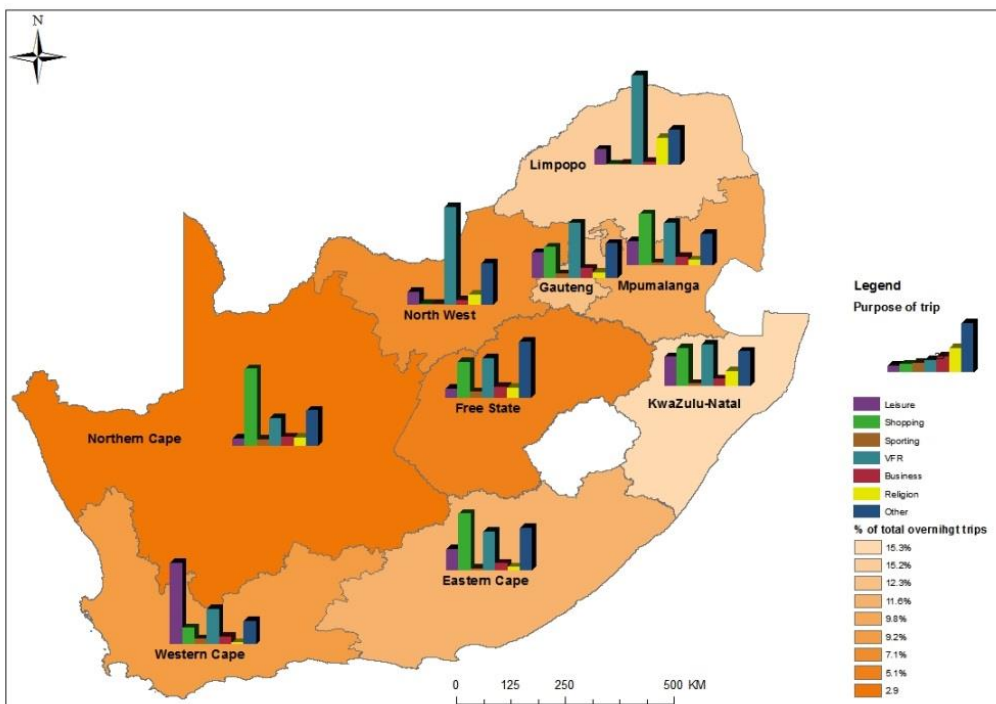 N
Limpopo
Gauteng
Mpumalanga
North West
Free State
KwaZulu-Natal
Northern Cape
Eastern Cape
Western Cape
Legend
Purpose of trip
Leisure
Shopping
Sporting
VFR
Business
Religion
Other
% of total overnihgt trips
15.3%
15.2%
12.3%
11.6%
9.8%
9.2%
7.1%
5.1%
2.9
0 125 250 500 KM